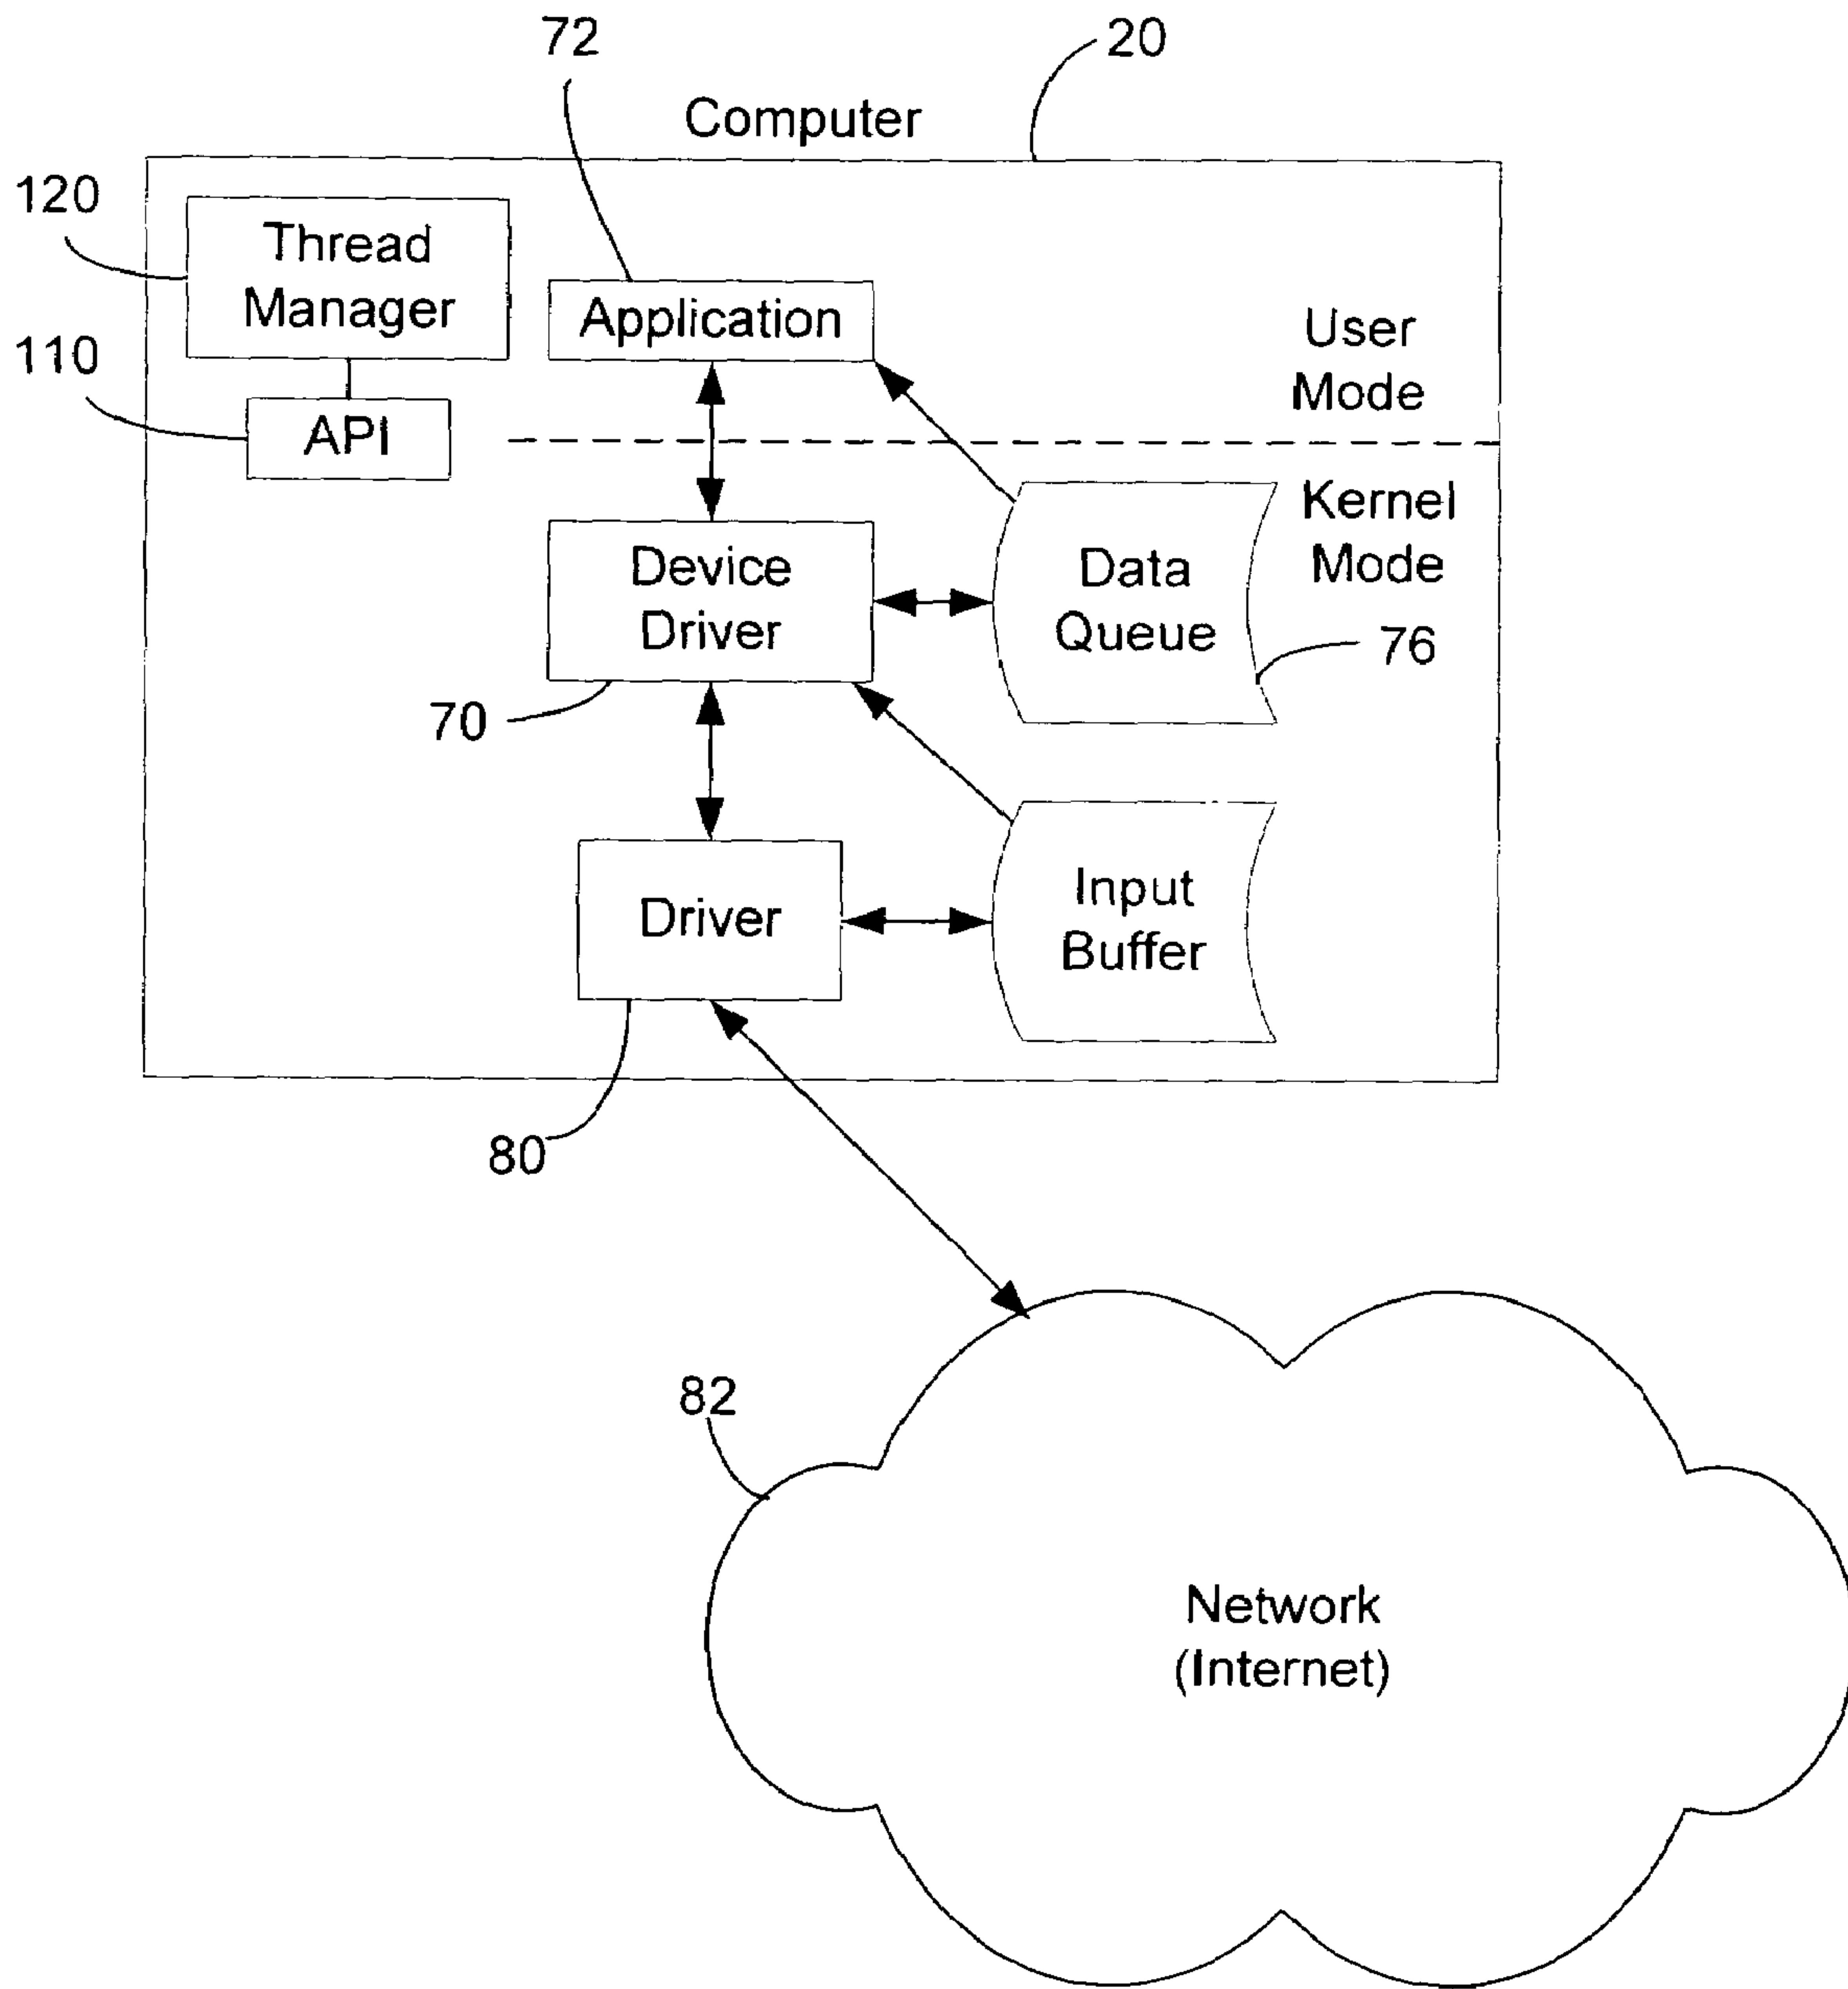 72
20
Computer
120
Thread
Manager
Application
User
Mode
110
API
Kernel
Mode
Device
Driver
Data
Queue
76
70
Driver
Input
Buffer
80
82
Network
(Internet)